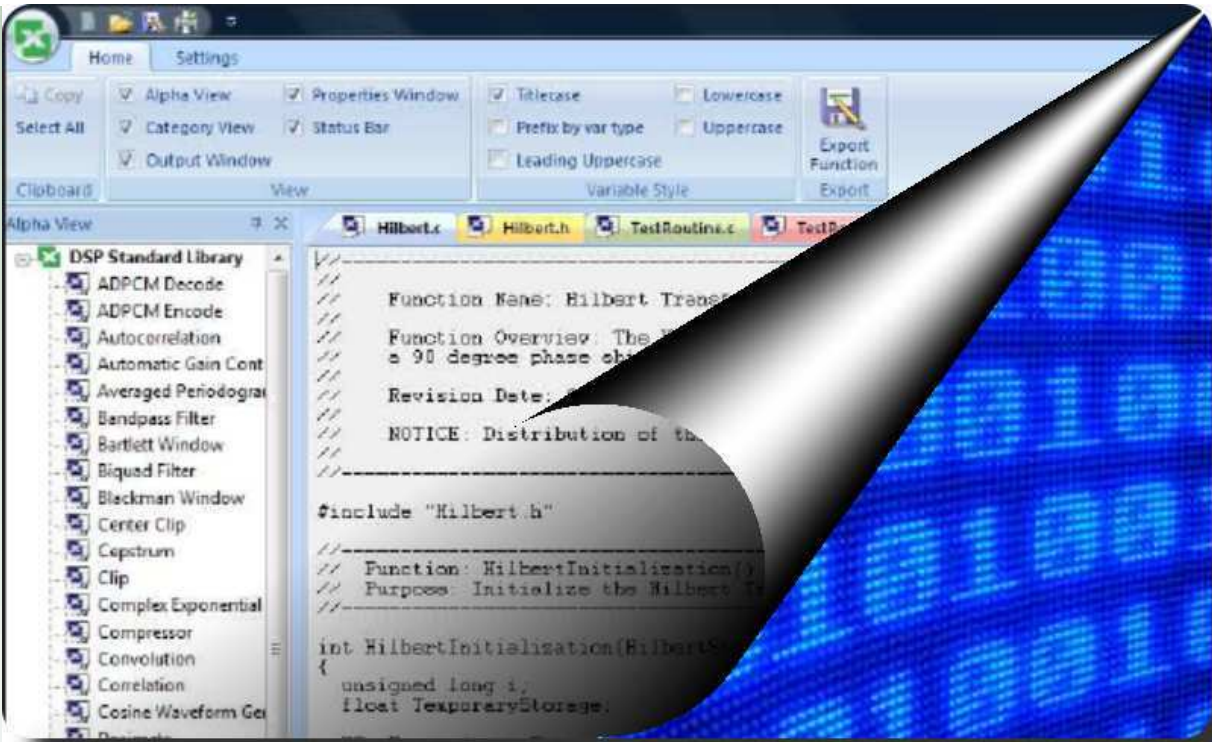 Home Settings
Copy
Select All
Clipboard
Alpha View Properties Window
Category View Status Bar
Output Window
View
Titlecase Lowercase
Prefix by var type Uppercase
Leading Uppercase
Variable Style
Export
Function
Export
Alpha View
DSP Standard Library
ADPCM Decode
ADPCM Encode
Autocorrelation
Automatic Gain Cont
Averaged Periodogra
Bandpass Filter
Bartlett Window
Biquad Filter
Blackman Window
Center Clip
Cepstrum
Clip
Complex Exponential
Compressor
Convolution
Correlation
Cosine Waveform Ge
Hilbert.c Hilbert.h TestRoutine.c
//--------------------
//
// Function Name: Hilbert Transf
//
// Function Overview: The
// a 90 degree phase shi
//
// Revision Date:
//
// NOTICE: Distribution of th
//
//--------------------
#include "Hilbert.h"
//--------------------
// Function: HilbertInitialization()
// Purpose: Initialize the Hilbert
//--------------------
int HilbertInitialization(Hilbert
{
unsigned long i;
float TemporaryStorage;